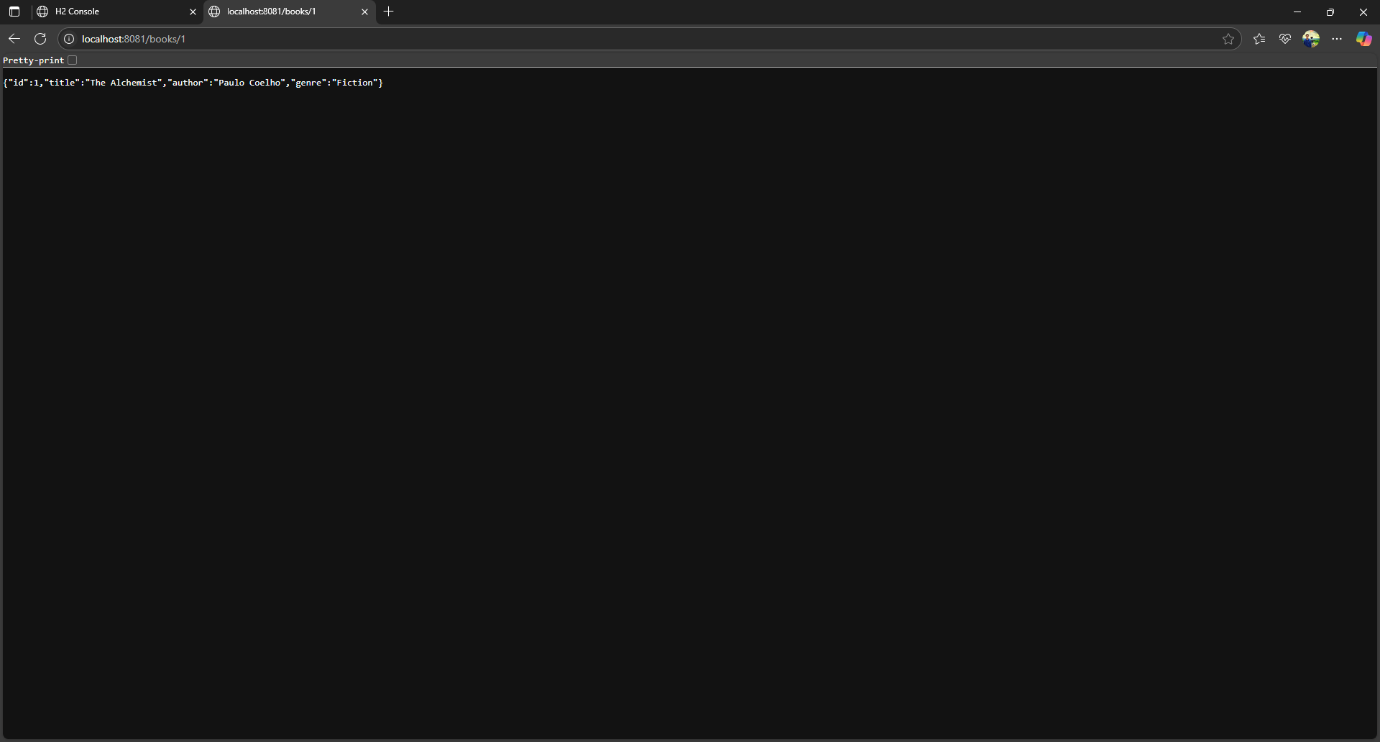 H2 Console
localhost:8081/books/1
localhost:8081/books/1
Pretty-print
{"id":1,"title":"The Alchemist","author":"Paulo Coelho","genre":"Fiction"}